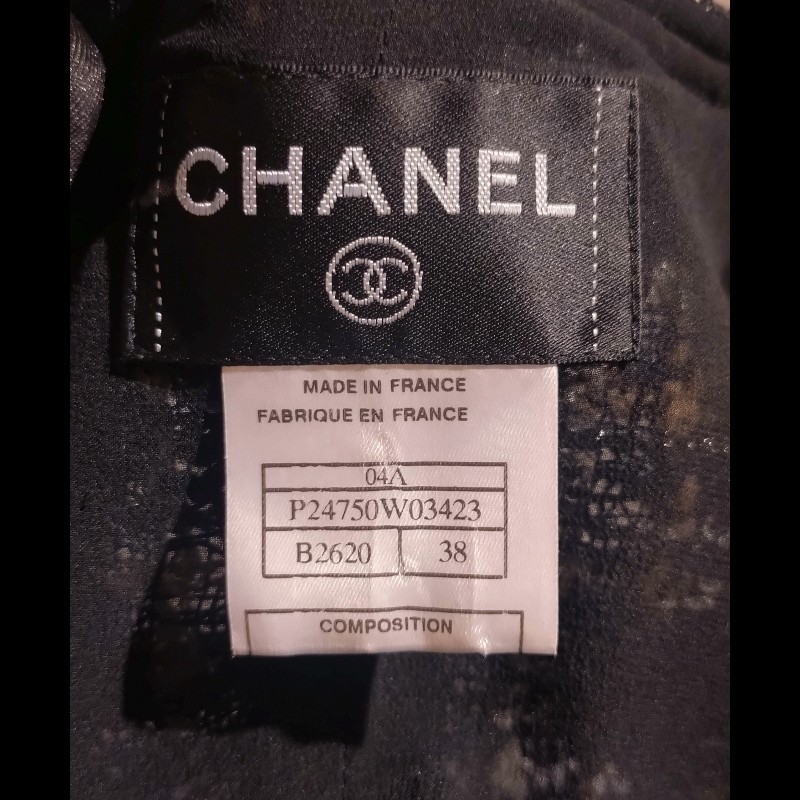 CHANEL
MADE IN FRANCE
FABRIQUE EN FRANCE
04A
P24750W03423
B2620 38
COMPOSITION